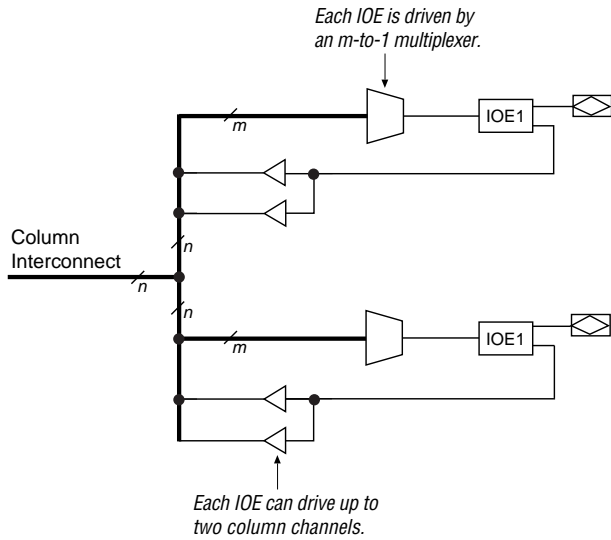 Each IOE is driven by
an m-to-1 multiplexer.
m
IOE1
Column
Interconnect
n
n
n
m
IOE1
Each IOE can drive up to
two column channels.